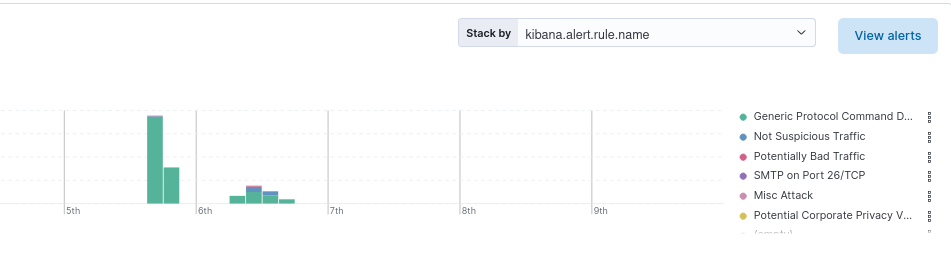 Stack by
kibana.alert.rule.name
View alerts
Generic Protocol Command D...
Not Suspicious Traffic
Potentially Bad Traffic
SMTP on Port 26/TCP
Misc Attack
Potential Corporate Privacy V...
5th
6th
7th
8th
9th